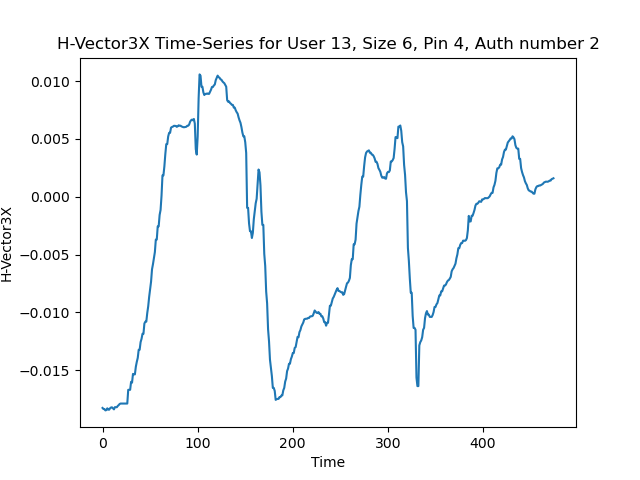 H-Vector3X Time-Series for User 13, Size 6, Pin 4, Auth number 2
0.010
0.005
0.000
−0.005
−0.010
−0.015
H-Vector3X
0 100 200 300 400
Time